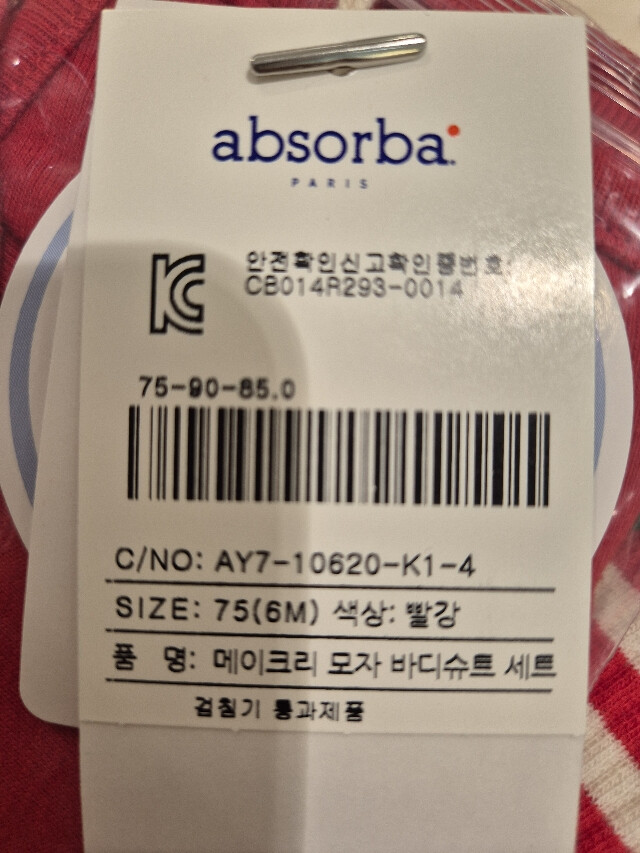 absorba.
PARIS
안전확인신고확인증번호:
CB014R293-0014
75-90-85.0
C/NO: AY7-10620-K1-4
SIZE: 75(6M) 색상: 빨강
품 명: 메이크리 모자 바디슈트 세트
검침기 통과제품